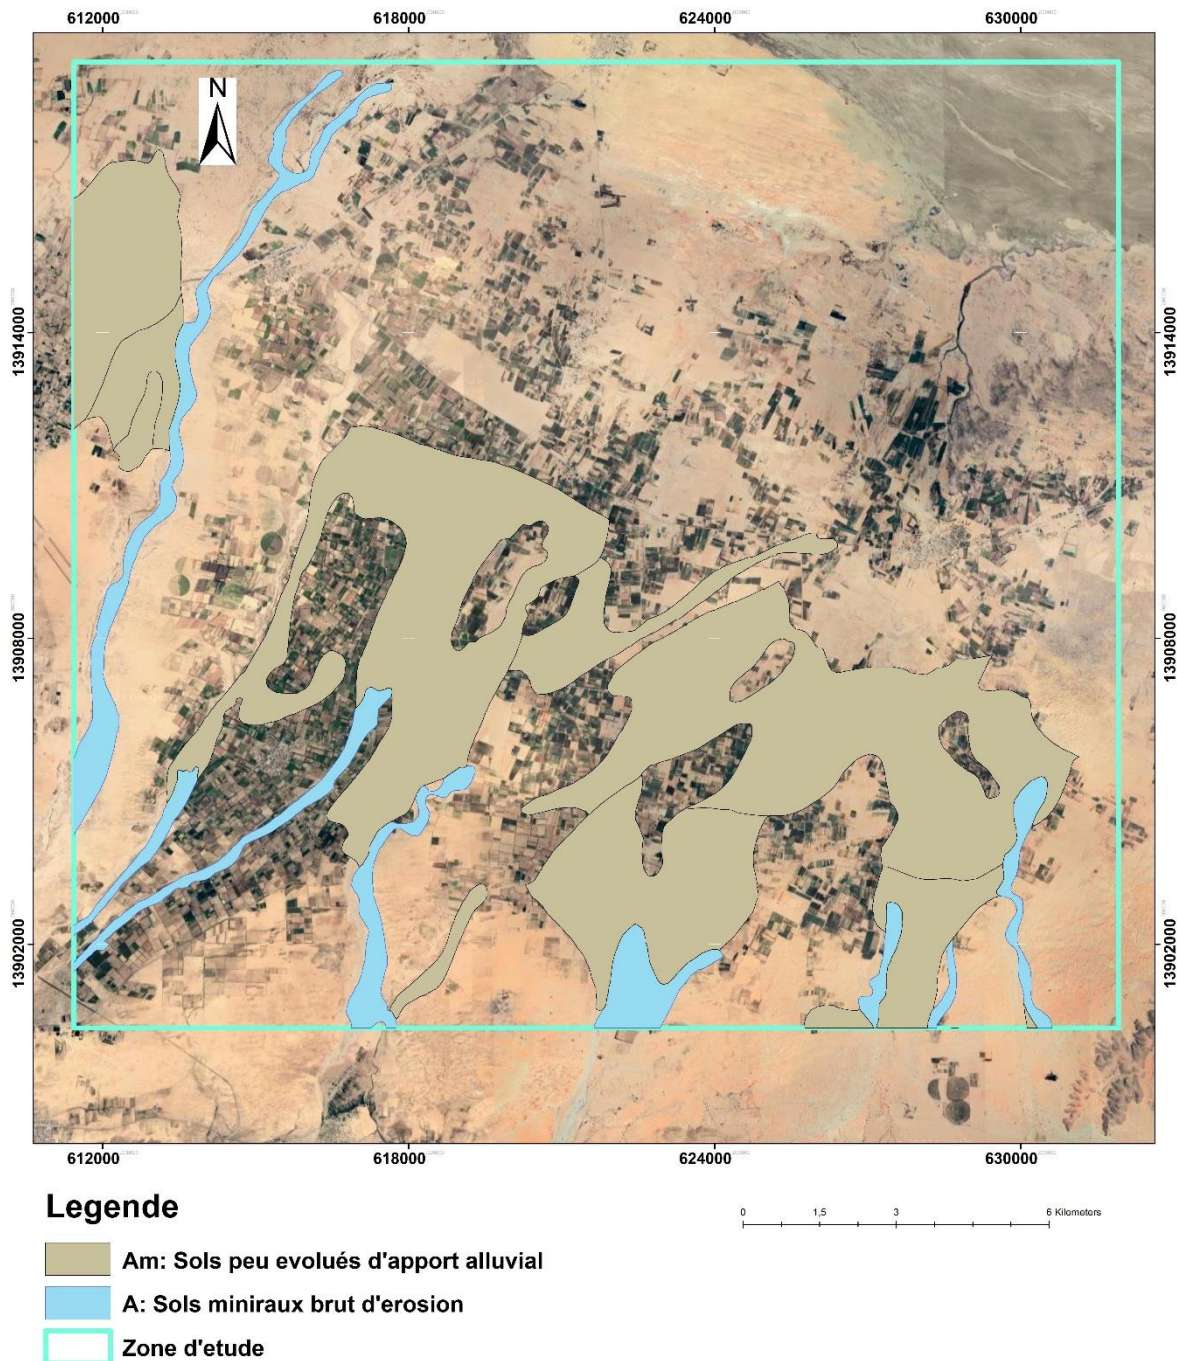 612000 618000 624000 630000
N
13914000 13914000
13908000 13908000
13902000 13902000
612000 618000 624000 630000
Legende
0 1,5 3 6 Kilometers
Am: Sols peu evolués d'apport alluvial
A: Sols miniraux brut d'erosion
Zone d'etude